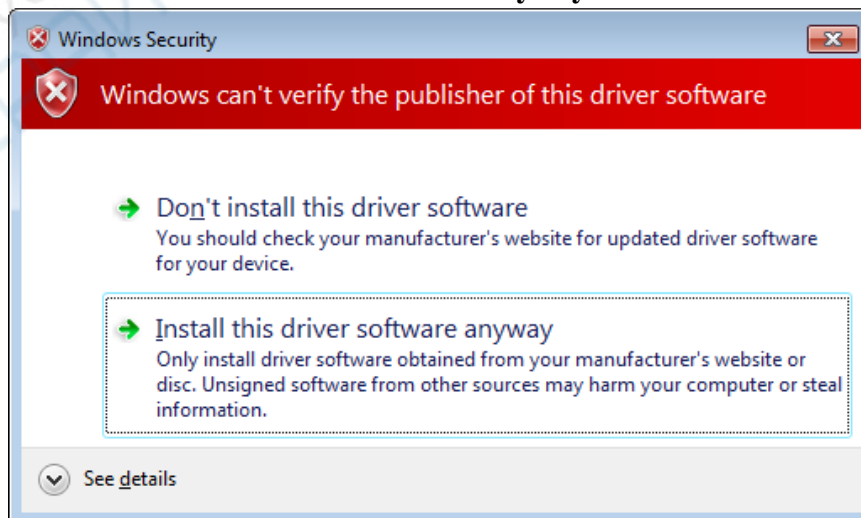 Windows Security
Windows can't verify the publisher of this driver software
Don't install this driver software
You should check your manufacturer's website for updated driver software
for your device.
Install this driver software anyway
Only install driver software obtained from your manufacturer's website or
disc. Unsigned software from other sources may harm your computer or steal
information.
See details